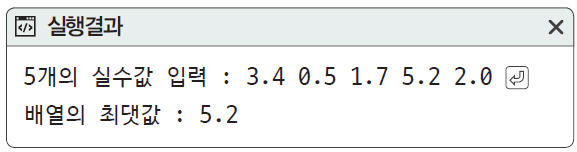 실행결과
5개의 실수값 입력 : 3.4 0.5 1.7 5.2 2.0
배열의 최댓값 : 5.2